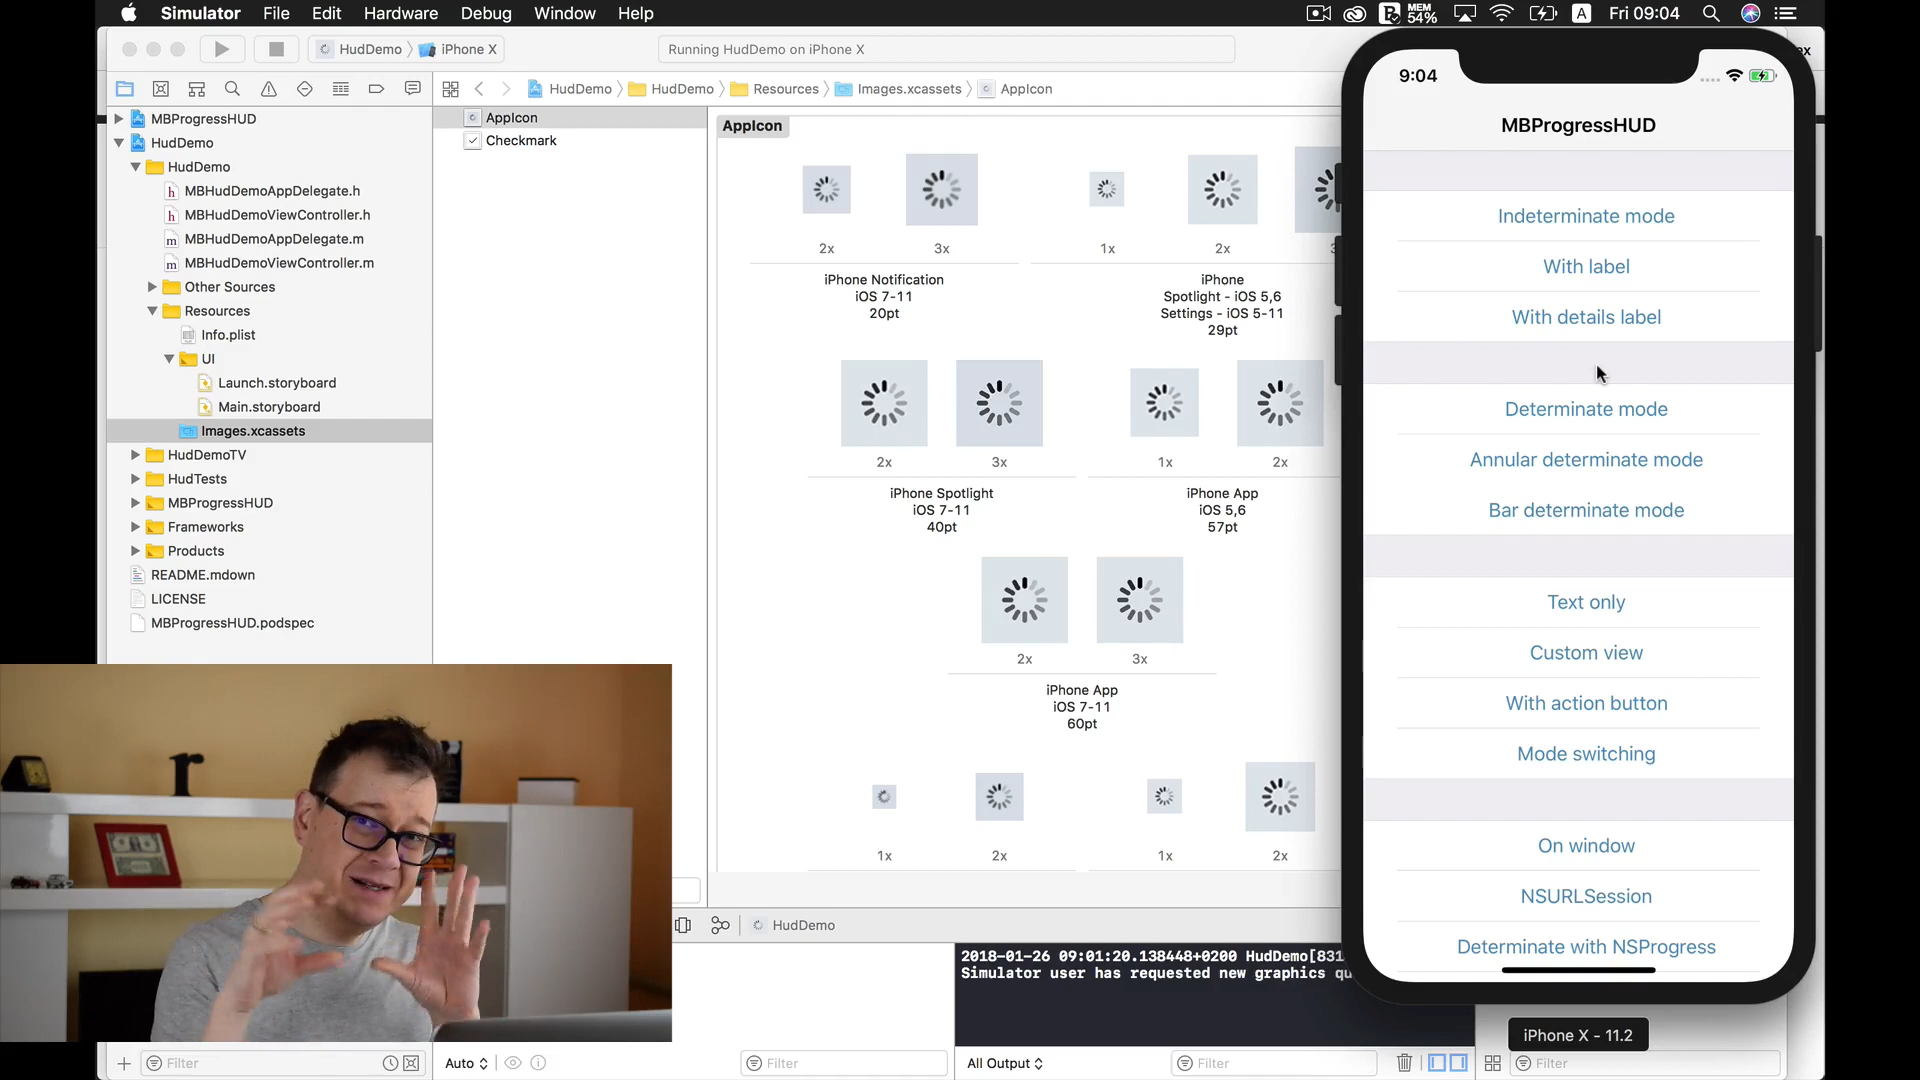 Simulator File Edit Hardware Debug Window Help
MEM 54% A Fri 09:04
HudDemo iPhone X
Running HudDemo on iPhone X
HudDemo HudDemo Resources Images.xcassets AppIcon
MBProgressHUD
HudDemo
HudDemo
h MBHudDemoAppDelegate.h
h MBHudDemoViewController.h
m MBHudDemoAppDelegate.m
m MBHudDemoViewController.m
Other Sources
Resources
Info.plist
UI
Launch.storyboard
Main.storyboard
Images.xcassets
HudDemoTV
HudTests
MBProgressHUD
Frameworks
Products
README.mdown
LICENSE
MBProgressHUD.podspec
Filter
AppIcon
Checkmark
AppIcon
2x 3x
iPhone Notification
iOS 7-11
20pt
1x 2x
iPhone
Spotlight - iOS 5,6
Settings - iOS 5-11
29pt
2x 3x
iPhone Spotlight
iOS 7-11
40pt
1x 2x
iPhone App
iOS 5,6
57pt
2x 3x
iPhone App
iOS 7-11
60pt
1x 2x 1x 2x
HudDemo
2018-01-26 09:01:20.138448+0200 HudDemo[831
Simulator user has requested new graphics qu
Auto
Filter
All Output
Filter
Filter
9:04
MBProgressHUD
Indeterminate mode
With label
With details label
Determinate mode
Annular determinate mode
Bar determinate mode
Text only
Custom view
With action button
Mode switching
On window
NSURLSession
Determinate with NSProgress
iPhone X - 11.2